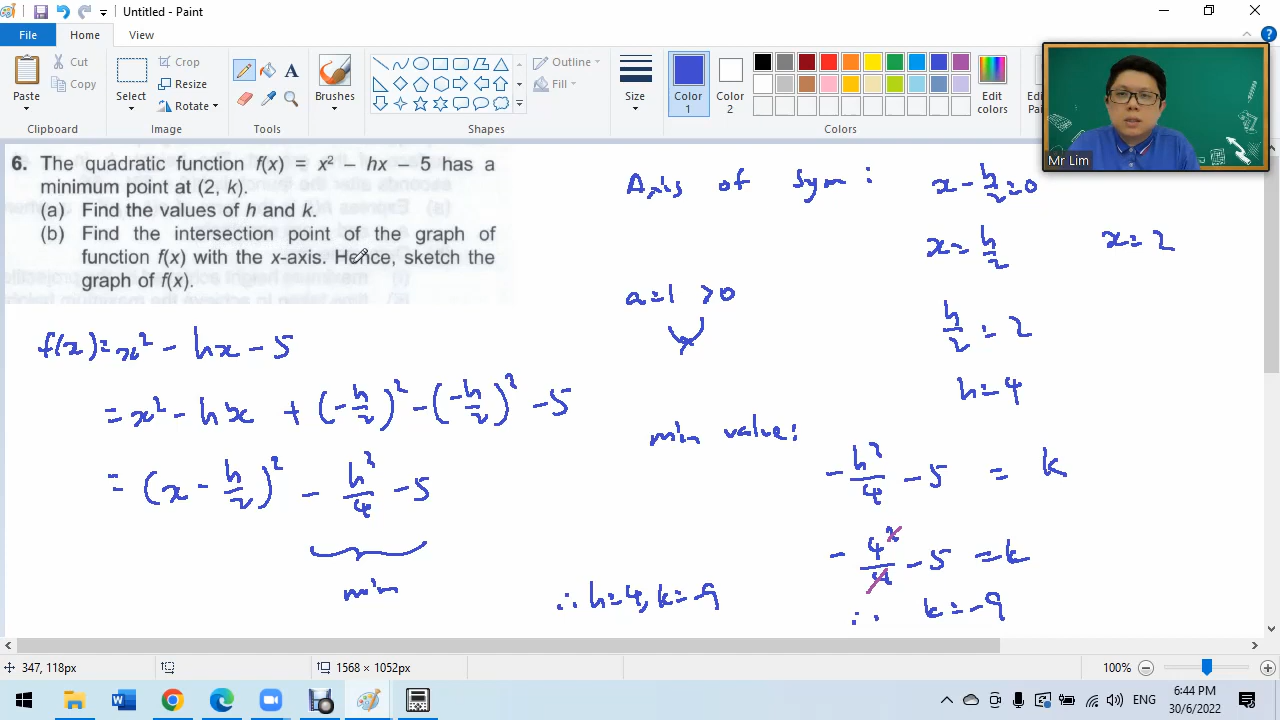 Untitled - Paint
File Home View
Paste
Cut
Copy
Clipboard
Select
Crop
Resize
Rotate
Image
Tools
Brushes
Outline
Fill
Shapes
Size
Color 1
Color 2
Edit colors
Colors
Mr Lim
6. The quadratic function f(x) = x² – hx – 5 has a
minimum point at (2, k).
(a) Find the values of h and k.
(b) Find the intersection point of the graph of
function f(x) with the x-axis. Hence, sketch the
graph of f(x).
f(x) = x² - hx - 5
= x² - hx + (-h/2)² - (-h/2)² - 5
= (x - h/2)² - h²/4 - 5
min
Axis of sym :
x - h/2 = 0
x = h/2
x = 2
h/2 = 2
h = 4
a = 1 > 0
min value:
- h²/4 - 5 = k
- 4²/4 - 5 = k
∴ k = -9
∴ h = 4, k = -9
347, 118px
1568 × 1052px
100%
ENG
6:44 PM
30/6/2022